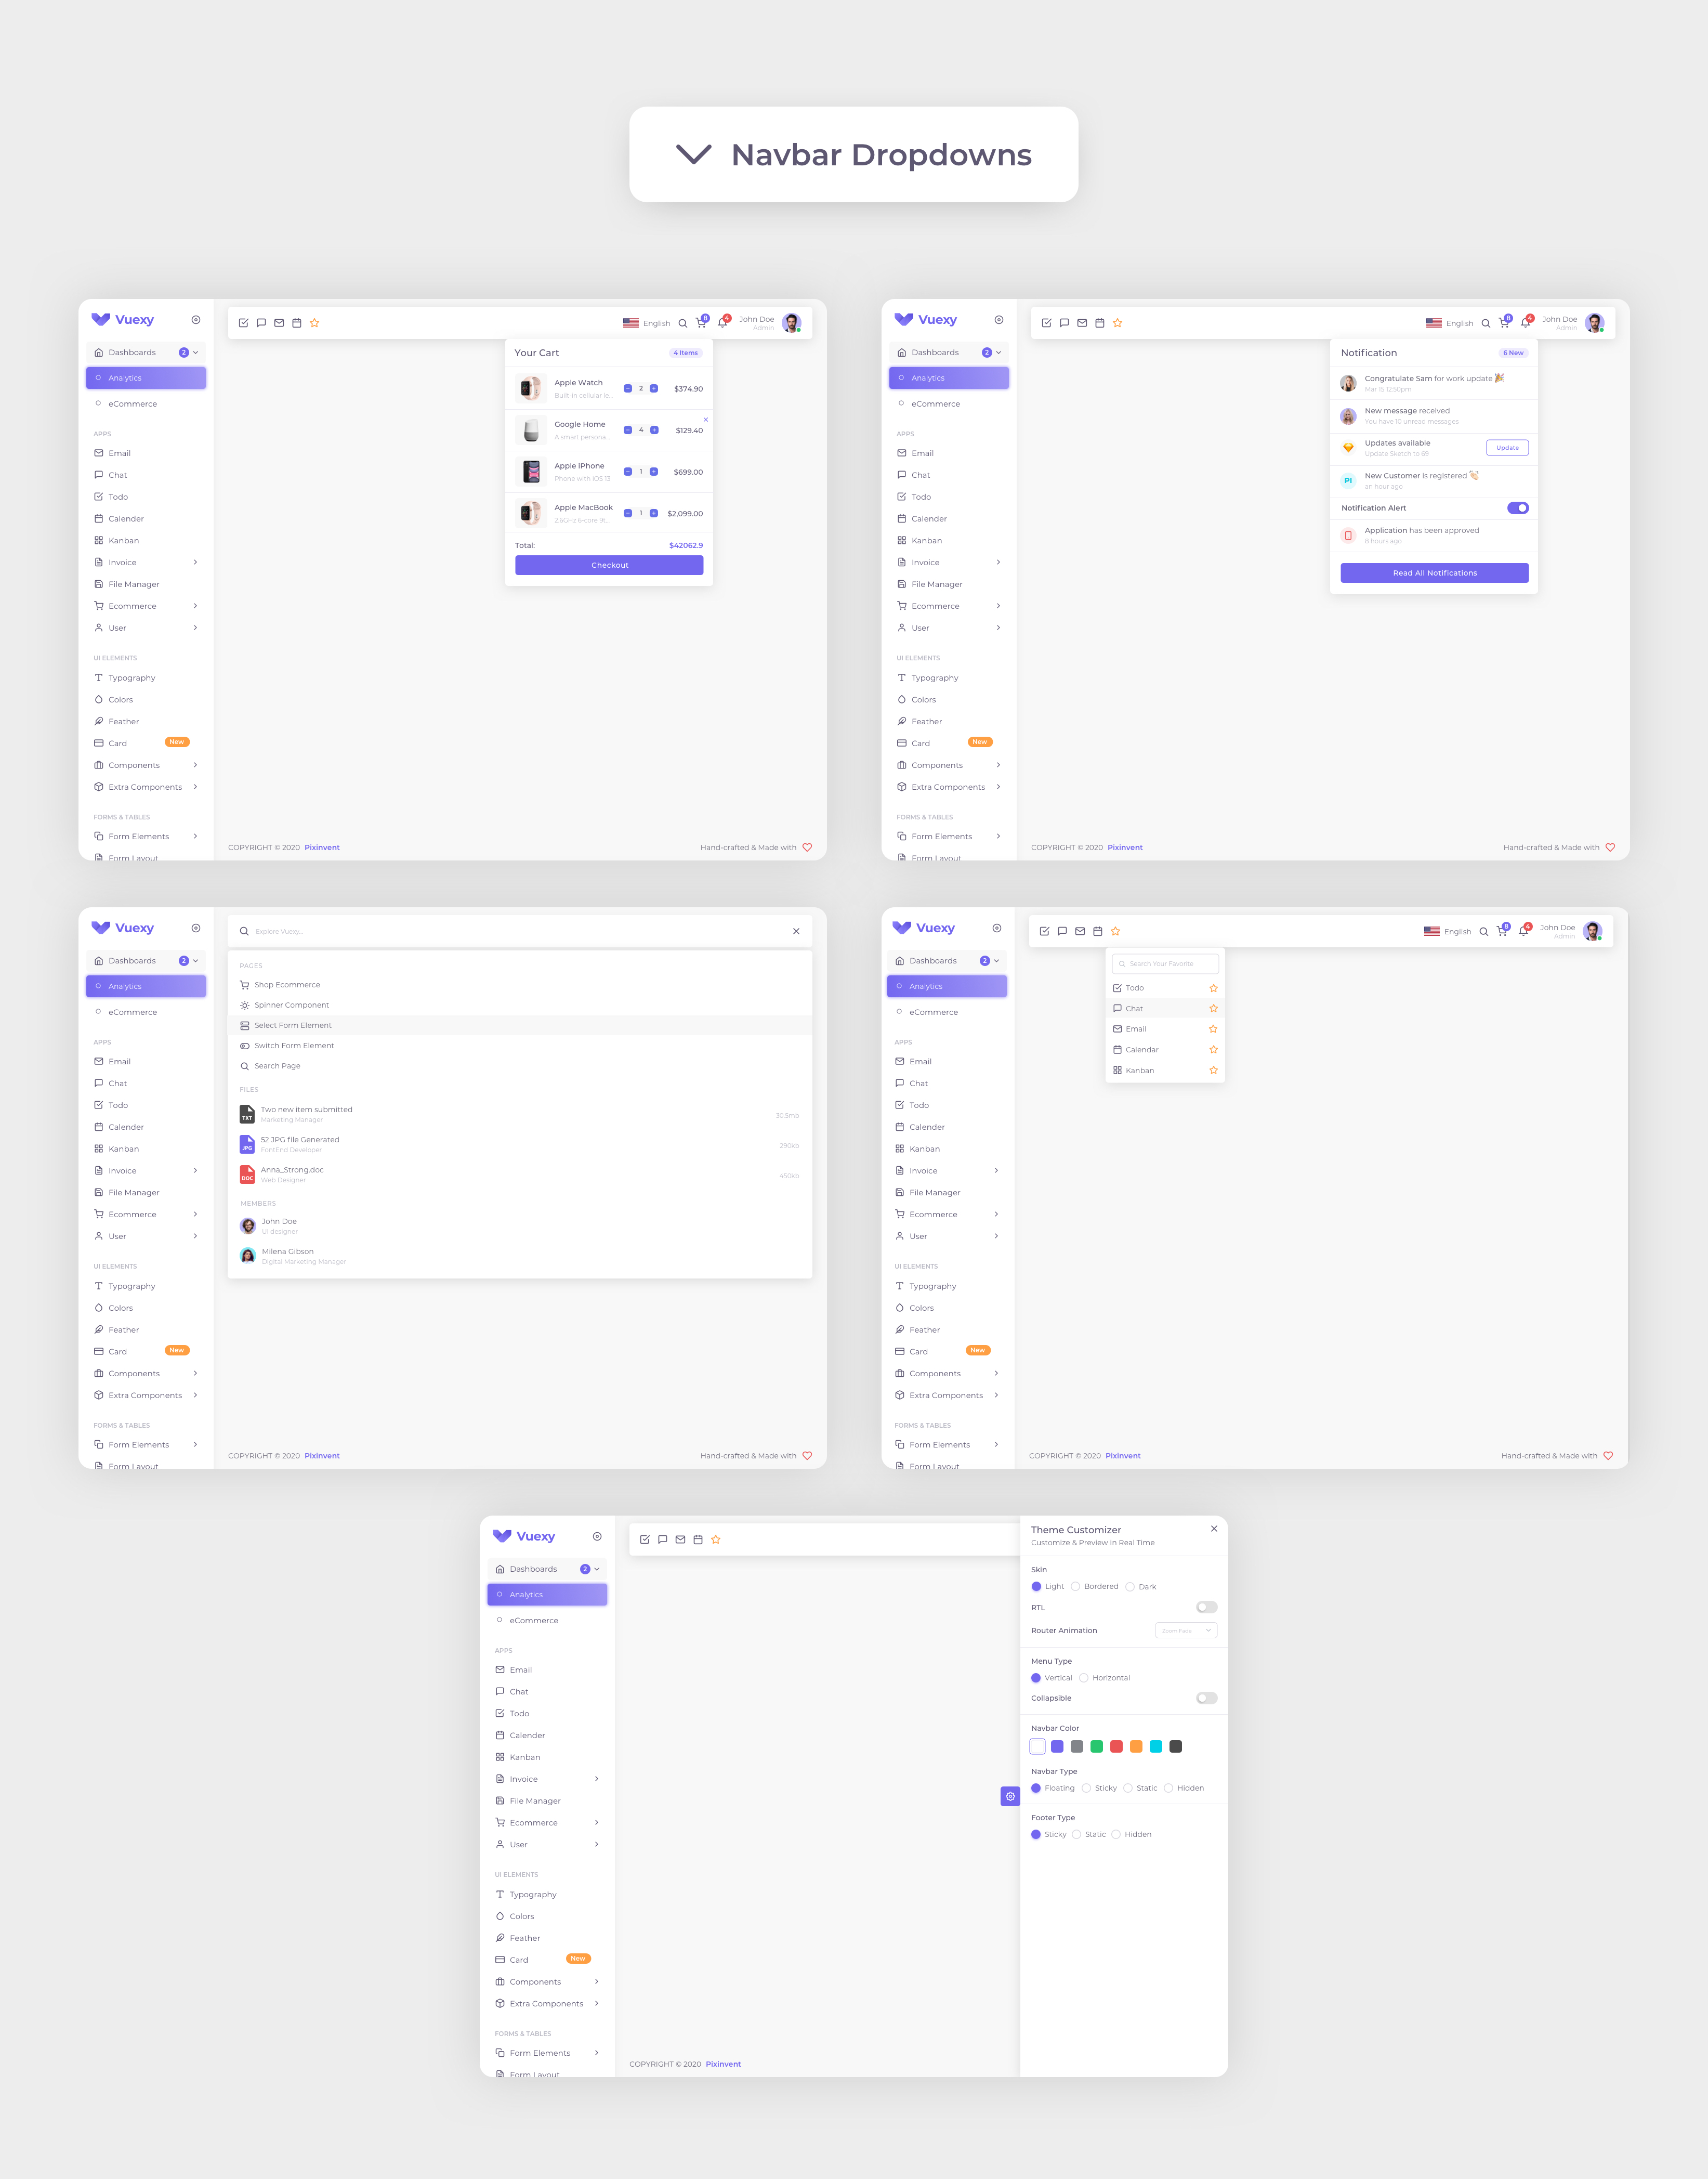 Navbar Dropdowns
Vuexy
Dashboards 2
Analytics
eCommerce
APPS
Email
Chat
Todo
Calender
Kanban
Invoice
File Manager
Ecommerce
User
UI ELEMENTS
Typography
Colors
Feather
Card New
Components
Extra Components
FORMS & TABLES
Form Elements
Form Layout
English 8 4 John Doe
Admin
Your Cart 4 Items
Apple Watch
Built-in cellular le... 2 $374.90
Google Home
A smart persona... 4 $129.40
Apple iPhone
Phone with iOS 13 1 $699.00
Apple MacBook
2.6GHz 6-core 9t... 1 $2,099.00
Total: $42062.9
Checkout
COPYRIGHT © 2020 Pixinvent Hand-crafted & Made with
Vuexy
Dashboards 2
Analytics
eCommerce
APPS
Email
Chat
Todo
Calender
Kanban
Invoice
File Manager
Ecommerce
User
UI ELEMENTS
Typography
Colors
Feather
Card New
Components
Extra Components
FORMS & TABLES
Form Elements
Form Layout
English 8 4 John Doe
Admin
Notification 6 New
Congratulate Sam for work update
Mar 15 12:50pm
New message received
You have 10 unread messages
Updates available
Update Sketch to 69 Update
PI New Customer is registered
an hour ago
Notification Alert
Application has been approved
8 hours ago
Read All Notifications
COPYRIGHT © 2020 Pixinvent Hand-crafted & Made with
Vuexy
Dashboards 2
Analytics
eCommerce
APPS
Email
Chat
Todo
Calender
Kanban
Invoice
File Manager
Ecommerce
User
UI ELEMENTS
Typography
Colors
Feather
Card New
Components
Extra Components
FORMS & TABLES
Form Elements
Form Layout
Explore Vuexy...
PAGES
Shop Ecommerce
Spinner Component
Select Form Element
Switch Form Element
Search Page
FILES
TXT Two new item submitted
Marketing Manager 30.5mb
JPG 52 JPG file Generated
FontEnd Developer 290kb
DOC Anna_Strong.doc
Web Designer 450kb
MEMBERS
John Doe
UI designer
Milena Gibson
Digital Marketing Manager
COPYRIGHT © 2020 Pixinvent Hand-crafted & Made with
Vuexy
Dashboards 2
Analytics
eCommerce
APPS
Email
Chat
Todo
Calender
Kanban
Invoice
File Manager
Ecommerce
User
UI ELEMENTS
Typography
Colors
Feather
Card New
Components
Extra Components
FORMS & TABLES
Form Elements
Form Layout
English 8 4 John Doe
Admin
Search Your Favorite
Todo
Chat
Email
Calendar
Kanban
COPYRIGHT © 2020 Pixinvent Hand-crafted & Made with
Vuexy
Dashboards 2
Analytics
eCommerce
APPS
Email
Chat
Todo
Calender
Kanban
Invoice
File Manager
Ecommerce
User
UI ELEMENTS
Typography
Colors
Feather
Card New
Components
Extra Components
FORMS & TABLES
Form Elements
Form Layout
Theme Customizer
Customize & Preview in Real Time
Skin
Light Bordered Dark
RTL
Router Animation Zoom Fade
Menu Type
Vertical Horizontal
Collapsible
Navbar Color
Navbar Type
Floating Sticky Static Hidden
Footer Type
Sticky Static Hidden
COPYRIGHT © 2020 Pixinvent